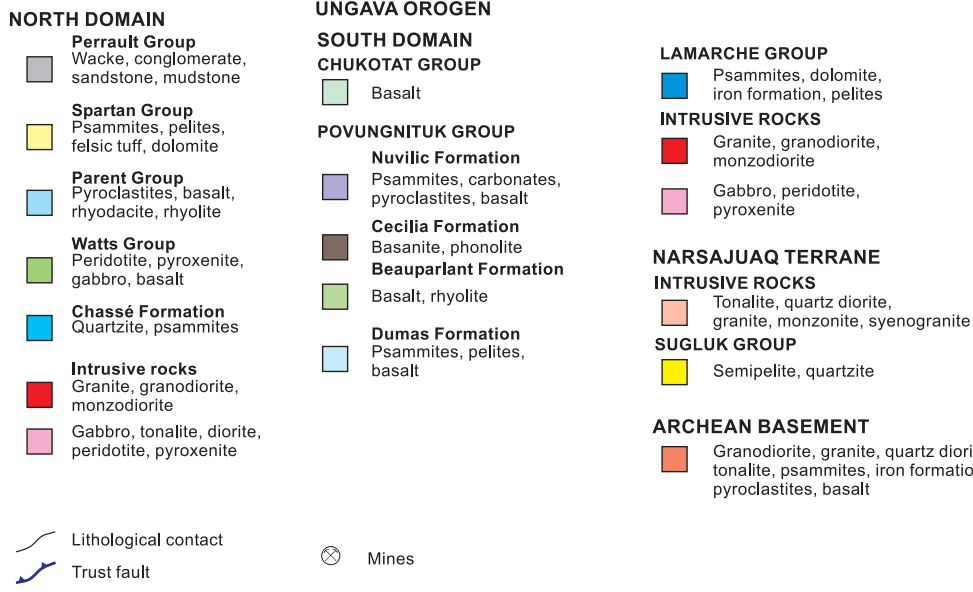 NORTH DOMAIN
Perrault Group
Wacke, conglomerate,
sandstone, mudstone
Spartan Group
Psammites, pelites,
felsic tuff, dolomite
Parent Group
Pyroclastites, basalt,
rhyodacite, rhyolite
Watts Group
Peridotite, pyroxenite,
gabbro, basalt
Chassé Formation
Quartzite, psammites
Intrusive rocks
Granite, granodiorite,
monzodiorite
Gabbro, tonalite, diorite,
peridotite, pyroxenite
Lithological contact
Trust fault
UNGAVA OROGEN
SOUTH DOMAIN
CHUKOTAT GROUP
Basalt
POVUNGNITUK GROUP
Nuvilic Formation
Psammites, carbonates,
pyroclastites, basalt
Cecilia Formation
Basanite, phonolite
Beauparlant Formation
Basalt, rhyolite
Dumas Formation
Psammites, pelites,
basalt
Mines
LAMARCHE GROUP
Psammites, dolomite,
iron formation, pelites
INTRUSIVE ROCKS
Granite, granodiorite,
monzodiorite
Gabbro, peridotite,
pyroxenite
NARSAJUAQ TERRANE
INTRUSIVE ROCKS
Tonalite, quartz diorite,
granite, monzonite, syenogranite
SUGLUK GROUP
Semipelite, quartzite
ARCHEAN BASEMENT
Granodiorite, granite, quartz diori
tonalite, psammites, iron formatio
pyroclastites, basalt